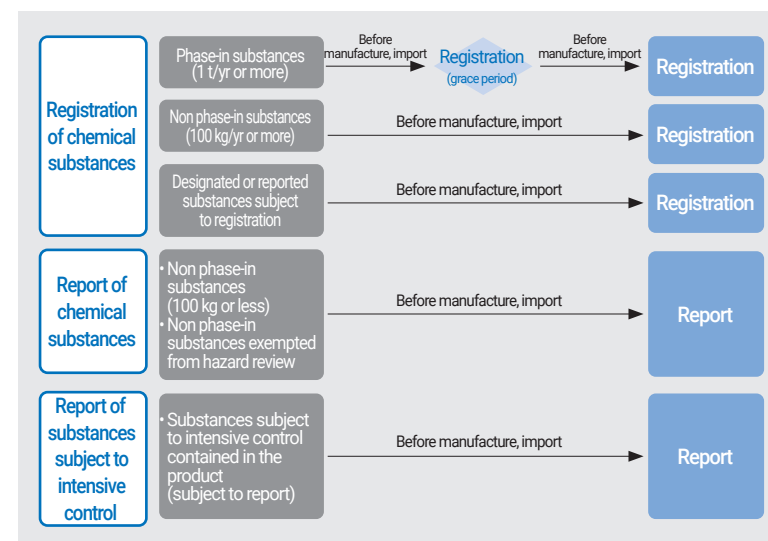 Registration
of chemical
substances
Phase-in substances
(1 t/yr or more)
Before
manufacture, import
Registration
(grace period)
Before
manufacture, import
Registration
Non phase-in substances
(100 kg/yr or more)
Before manufacture, import
Registration
Designated or reported
substances subject
to registration
Before manufacture, import
Registration
Report of
chemical
substances
• Non phase-in
substances
(100 kg or less)
• Non phase-in
substances exempted
from hazard review
Before manufacture, import
Report
Report of
substances
subject to
intensive
control
• Substances subject
to intensive control
contained in the
product
(subject to report)
Before manufacture, import
Report